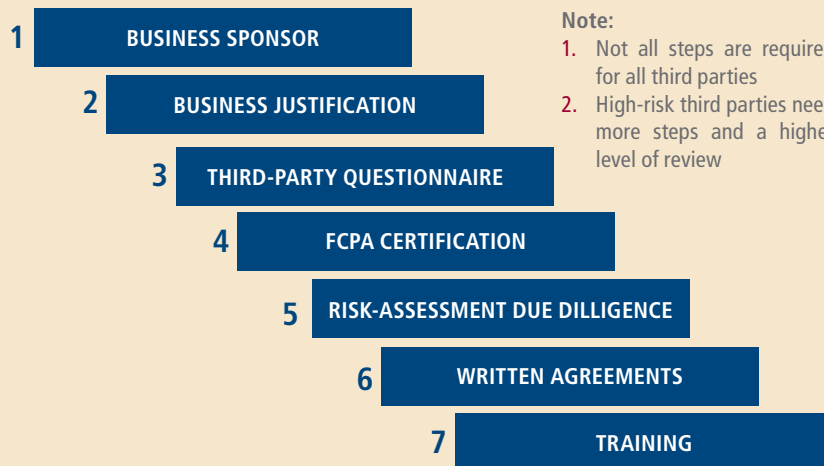 1 BUSINESS SPONSOR
2 BUSINESS JUSTIFICATION
3 THIRD-PARTY QUESTIONNAIRE
4 FCPA CERTIFICATION
5 RISK-ASSESSMENT DUE DILLIGENCE
6 WRITTEN AGREEMENTS
7 TRAINING
Note:
1. Not all steps are require
for all third parties
2. High-risk third parties nee
more steps and a highe
level of review